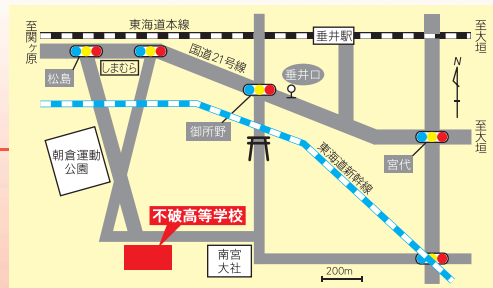 東海道本線
至関ヶ原
至大垣
垂井駅
しまむら
国道21号線
松島
垂井口
N
御所野
至大垣
朝倉運動
公園
東海道新幹線
宮代
不破高等学校
南宮
大社
200m